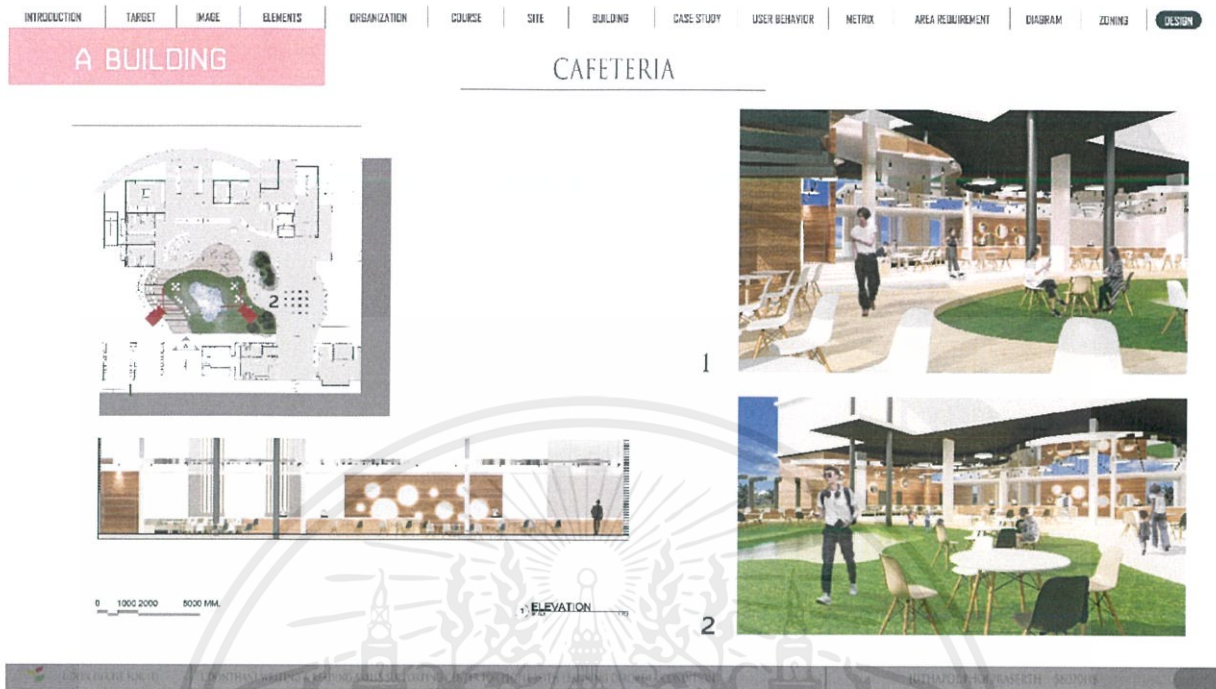 INTRODUCTION TARGET IMAGE ELEMENTS ORGANIZATION COURSE SITE BUILDING CASE STUDY USER BEHAVIOR METRIX AREA REQUIREMENT DIAGRAM ZONING DESIGN
A BUILDING
CAFETERIA
2
1
0 1000 2000 5000 MM.
ELEVATION
2